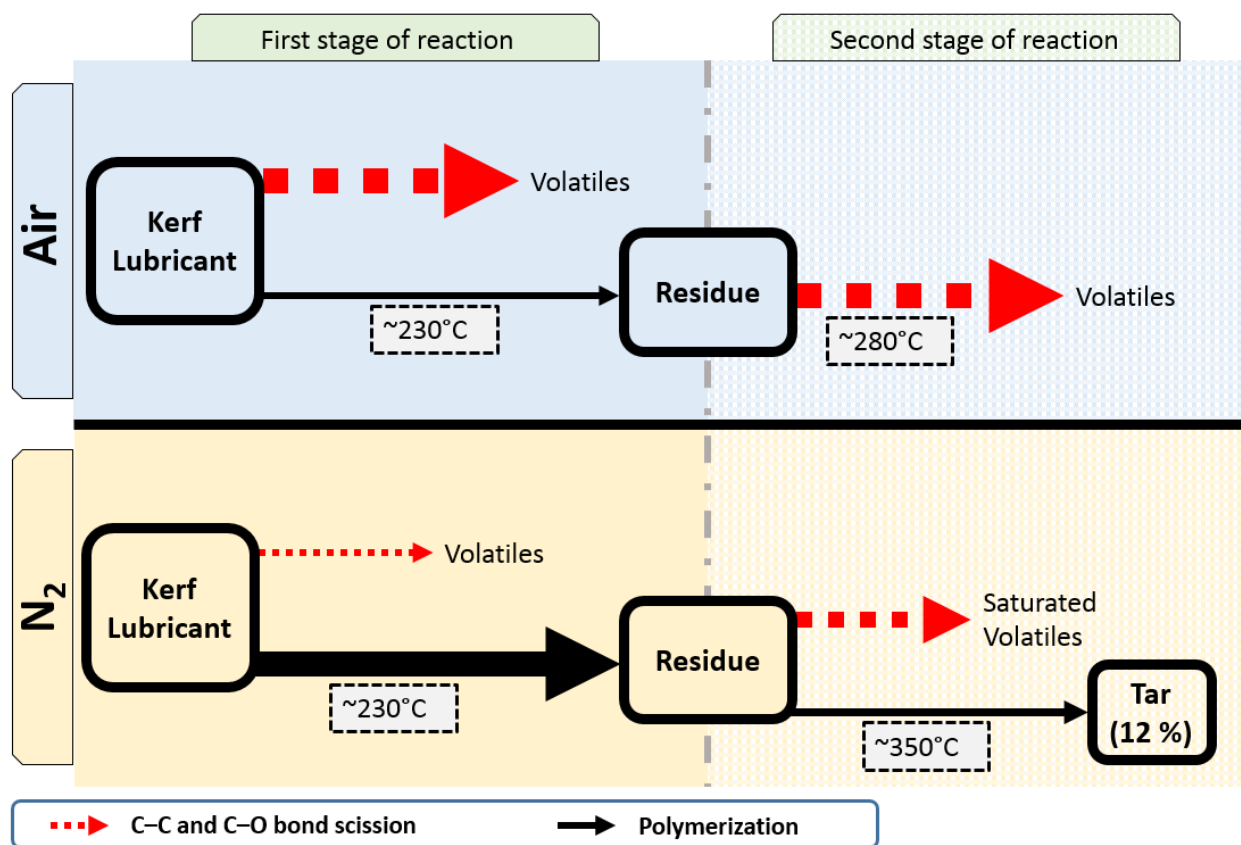 First stage of reaction
Second stage of reaction
Air
Kerf
Lubricant
Volatiles
~230°C
Residue
Volatiles
~280°C
N₂
Kerf
Lubricant
Volatiles
~230°C
Residue
Saturated
Volatiles
~350°C
Tar
(12 %)
C–C and C–O bond scission
Polymerization